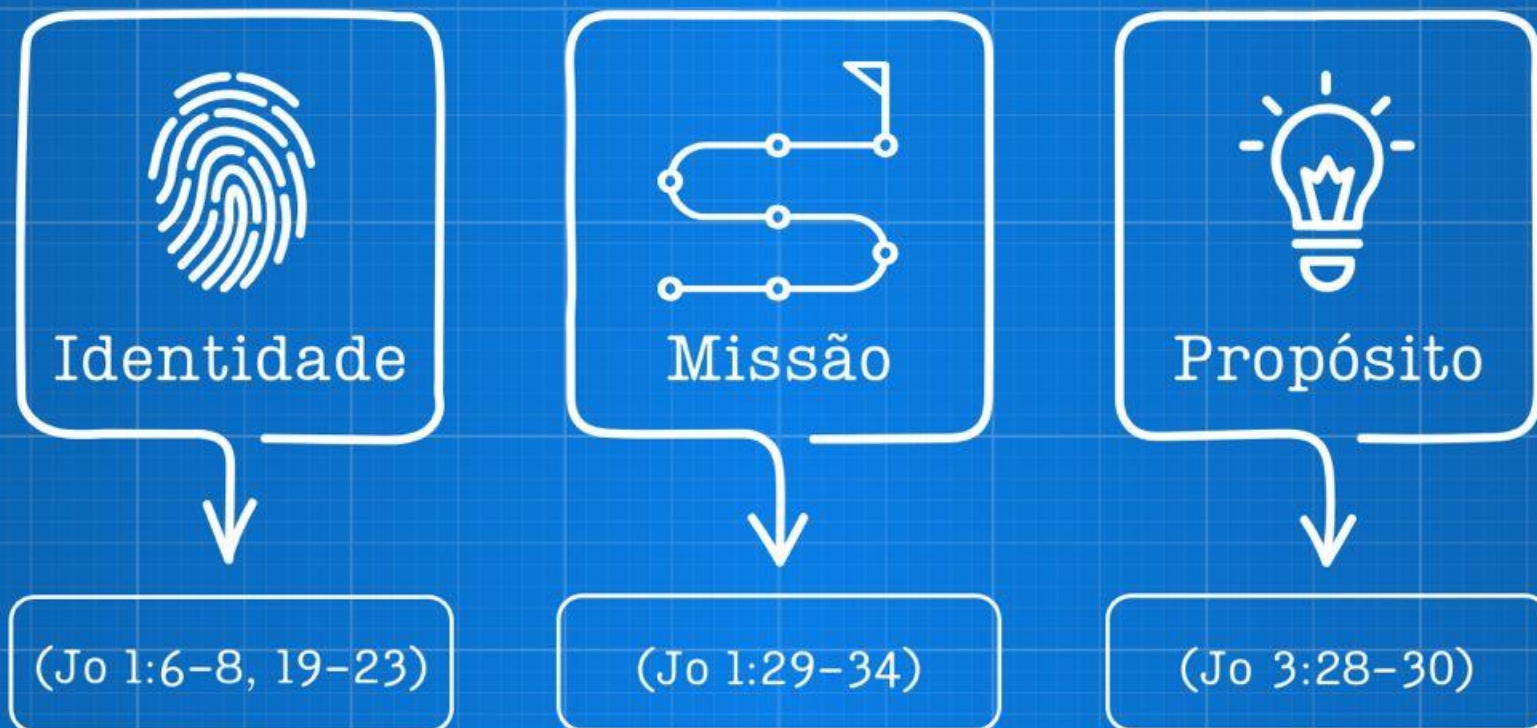 Identidade
Missão
Propósito
(Jo 1:6-8, 19-23)
(Jo 1:29-34)
(Jo 3:28-30)